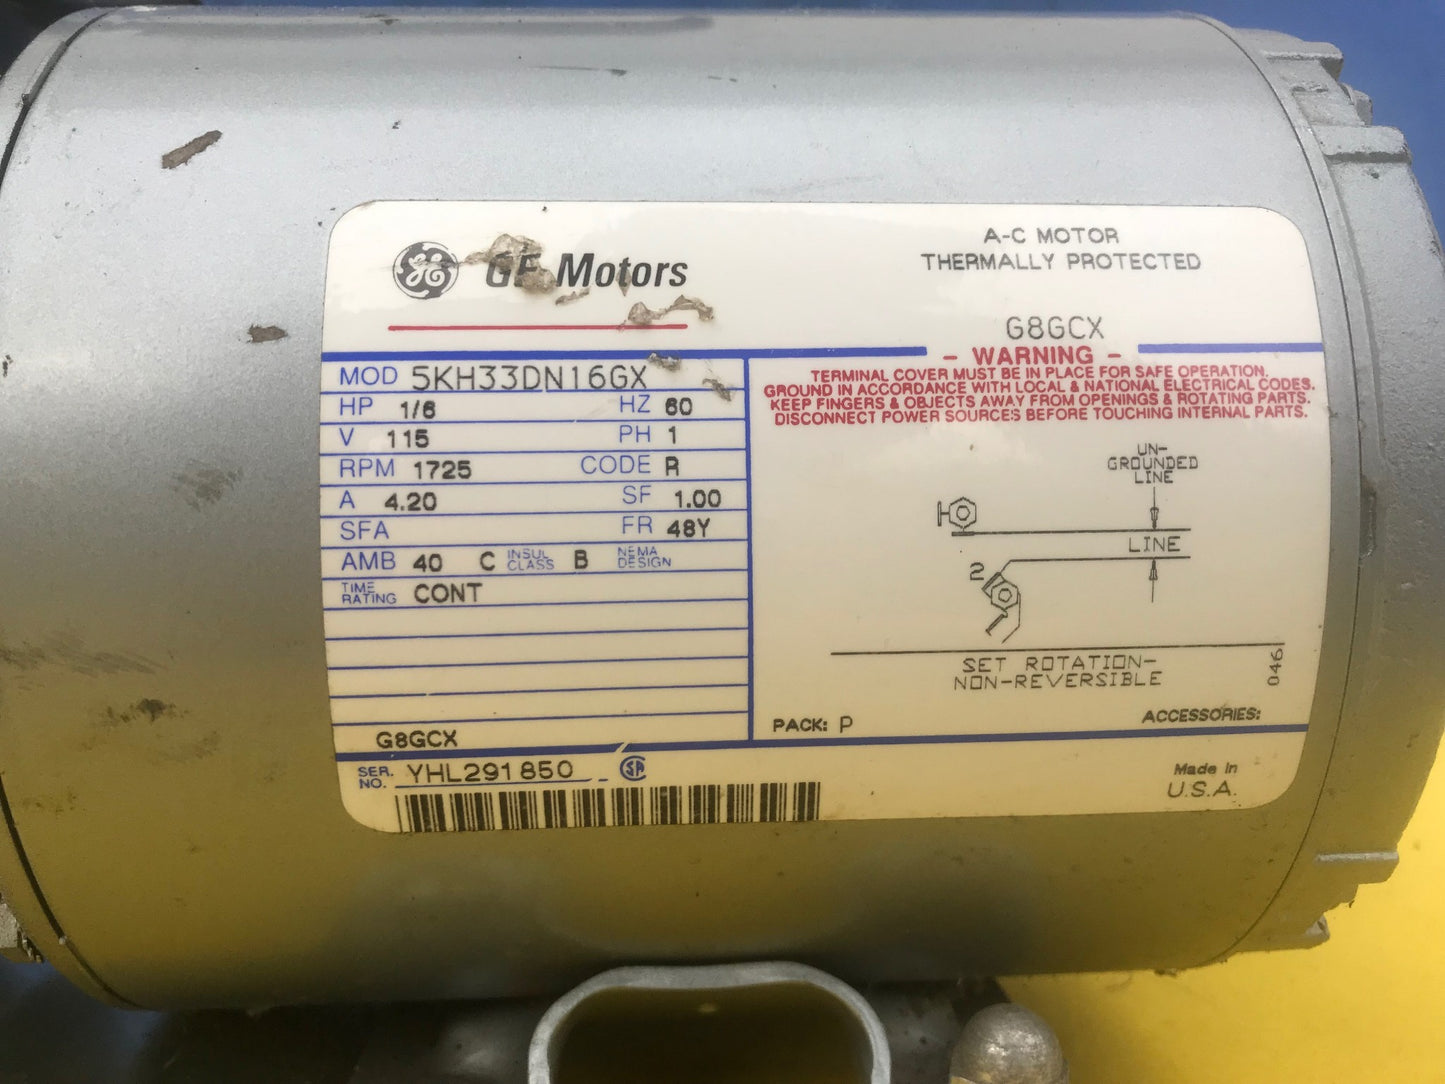 GE Motors
A-C MOTOR
THERMALLY PROTECTED
G8GCX
- WARNING -
TERMINAL COVER MUST BE IN PLACE FOR SAFE OPERATION.
GROUND IN ACCORDANCE WITH LOCAL & NATIONAL ELECTRICAL CODES.
KEEP FINGERS & OBJECTS AWAY FROM OPENINGS & ROTATING PARTS.
DISCONNECT POWER SOURCES BEFORE TOUCHING INTERNAL PARTS.
MOD 5KH33DN16GX
HP 1/6 HZ 60
V 115 PH 1
RPM 1725 CODE R
A 4.20 SF 1.00
SFA FR 48Y
AMB 40 C INSUL CLASS B NEMA DESIGN
TIME RATING CONT
UN-
GROUNDED
LINE
LINE
2
SET ROTATION-
NON-REVERSIBLE
0461
PACK: P ACCESSORIES:
G8GCX
SER. NO. YHL291850
Made in
U.S.A.